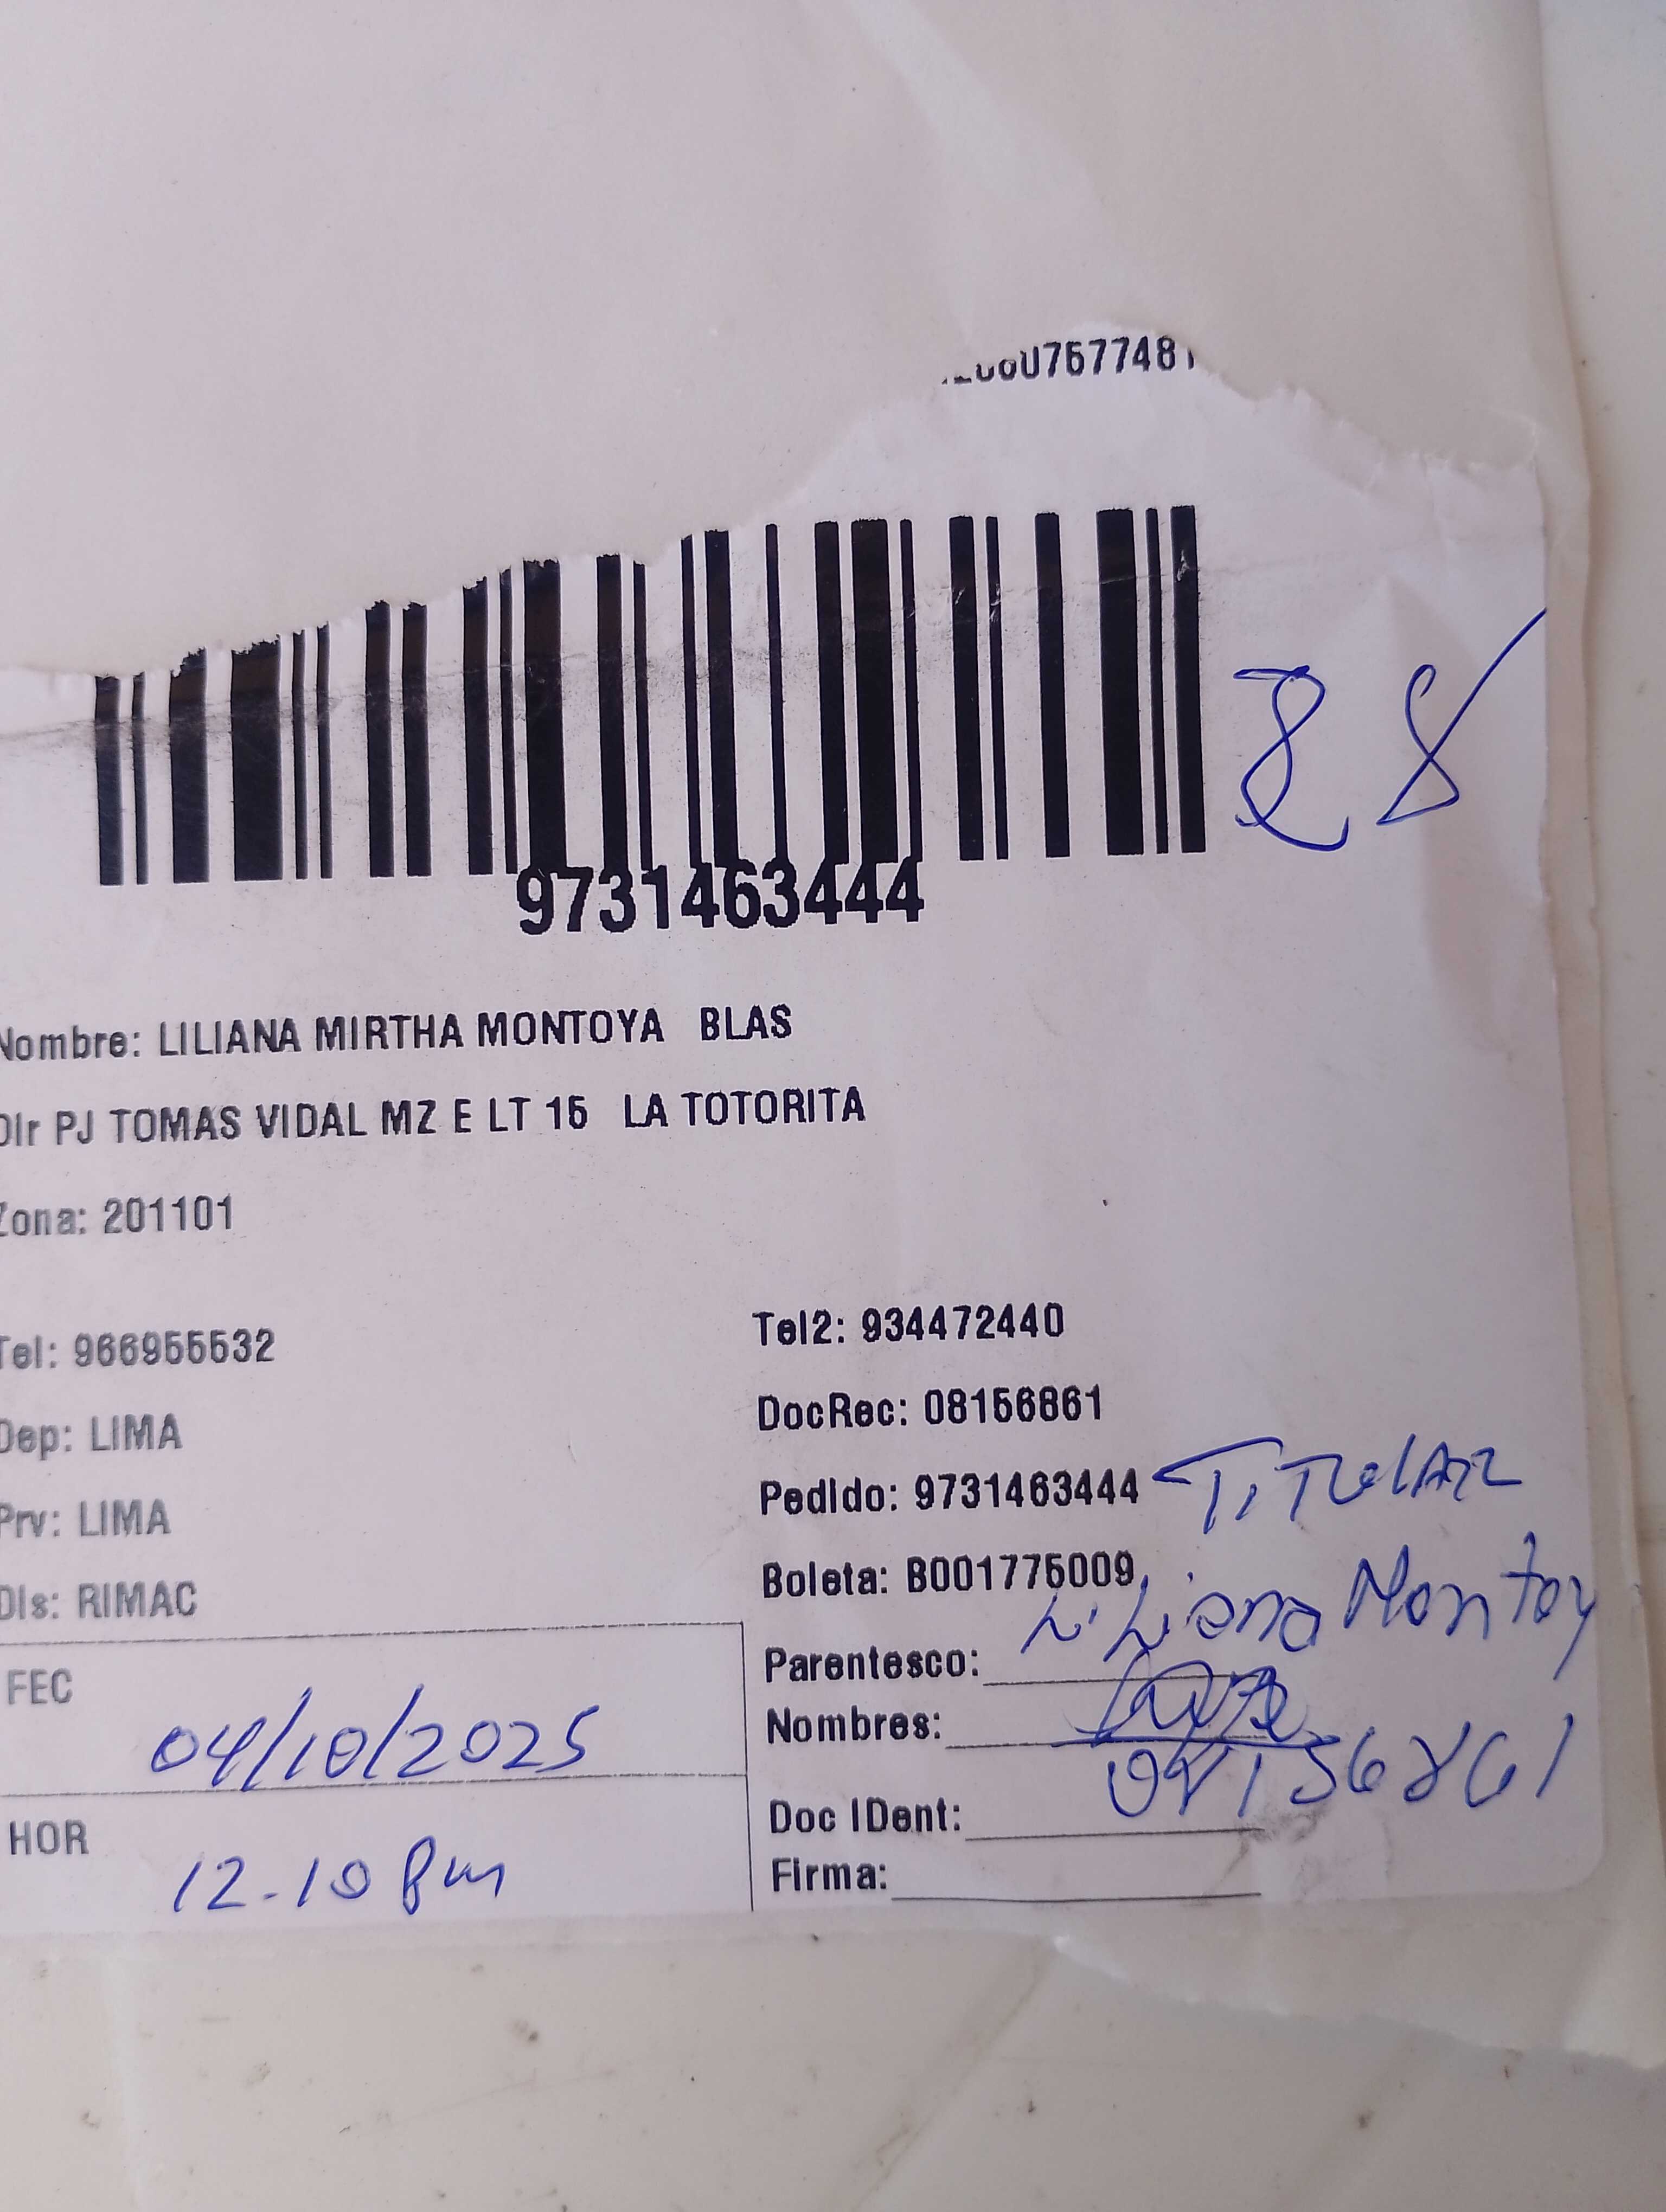 0757748
28
9731463444
Nombre: LILIANA MIRTHA MONTOYA BLAS
Dir PJ TOMAS VIDAL MZ E LT 15 LA TOTORITA
Zona: 201101
Tel: 966955532
Tel2: 934472440
Dep: LIMA
DocRec: 08156861
Prv: LIMA
Pedido: 9731463444 TITULAR
Dis: RIMAC
Boleta: B001775009
Liliana Montoy
Parentesco:
FEC
04/10/2025
Nombres:
08156861
Doc IDent:
HOR
12.10 pm
Firma: